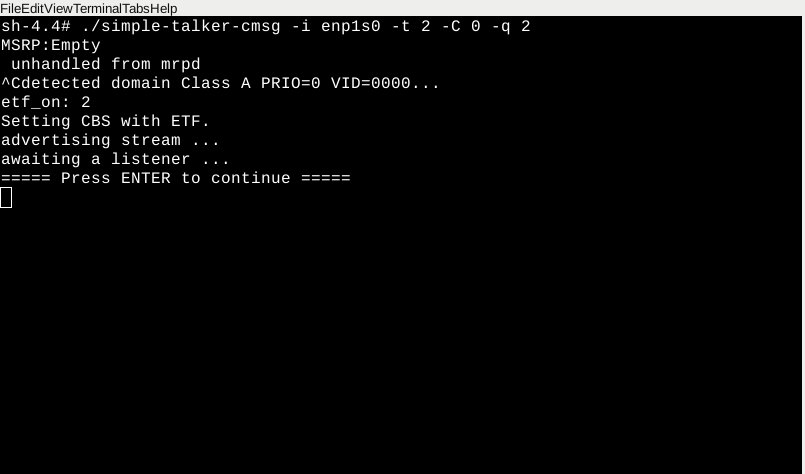 FileEditViewTerminalTabsHelp
sh-4.4# ./simple-talker-cmsg -i enp1s0 -t 2 -C 0 -q 2
MSRP:Empty
 unhandled from mrpd
^Cdetected domain Class A PRIO=0 VID=0000...
etf_on: 2
Setting CBS with ETF.
advertising stream ...
awaiting a listener ...
===== Press ENTER to continue =====